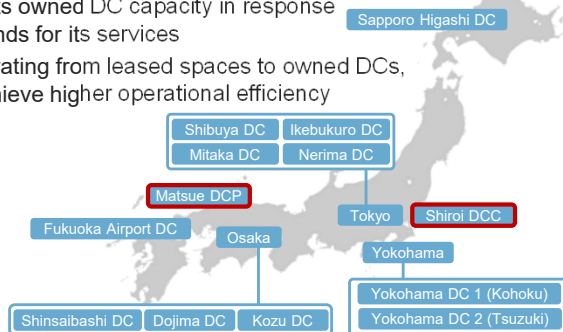 ts owned DC capacity in response
nds for its services
rating from leased spaces to owned DCs,
hieve higher operational efficiency
Sapporo Higashi DC
Shibuya DC
Ikebukuro DC
Mitaka DC
Nerima DC
Matsue DCP
Tokyo
Shiroi DCC
Fukuoka Airport DC
Osaka
Yokohama
Yokohama DC 1 (Kohoku)
Yokohama DC 2 (Tsuzuki)
Shinsaibashi DC
Dojima DC
Kozu DC